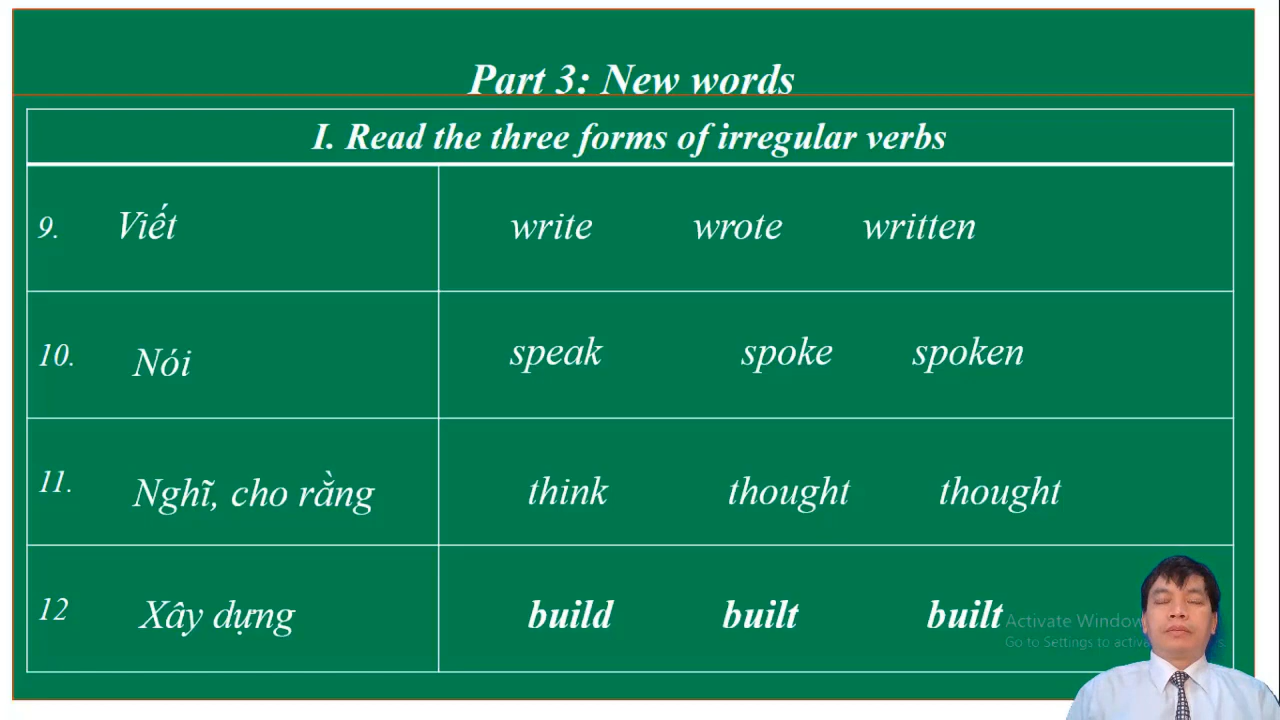 Part 3: New words
I. Read the three forms of irregular verbs
9. Viết write wrote written
10. Nói speak spoke spoken
11. Nghĩ, cho rằng think thought thought
12 Xây dựng build built built
Activate
Go to Settings to